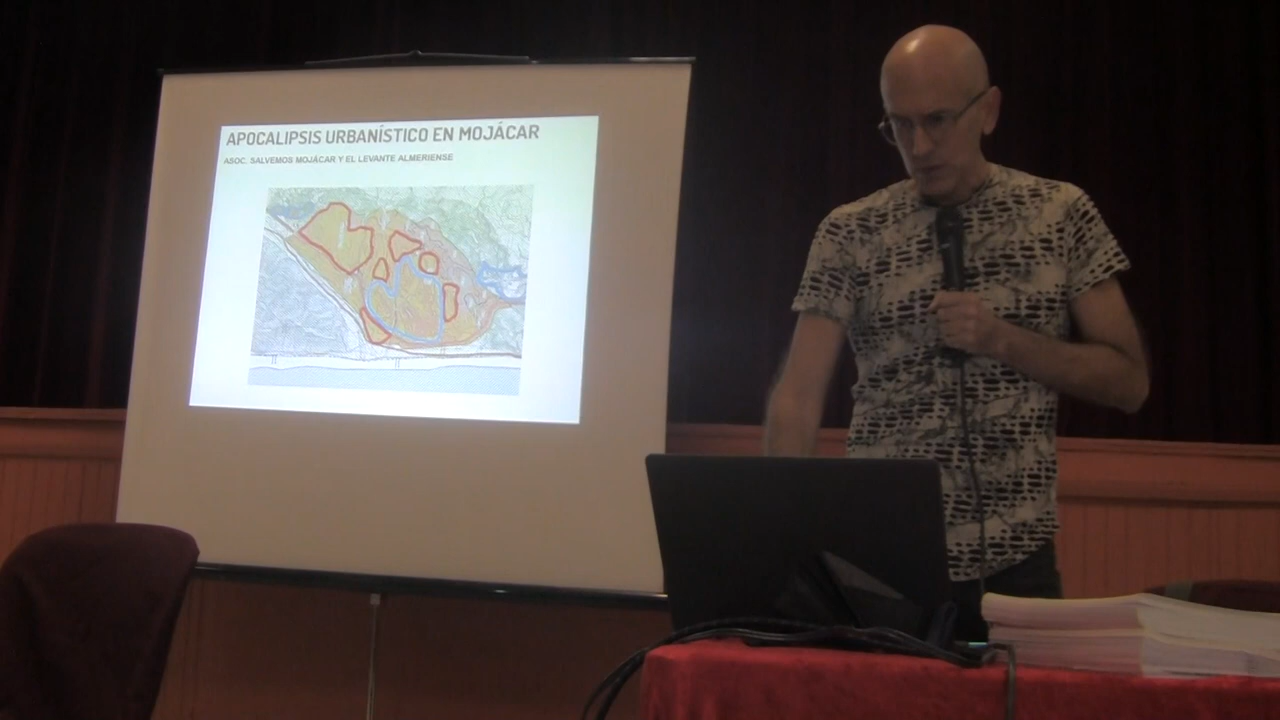 APOCALIPSIS URBANÍSTICO EN MOJÁCAR
ASOC. SALVEMOS MOJÁCAR Y EL LEVANTE ALMERIENSE